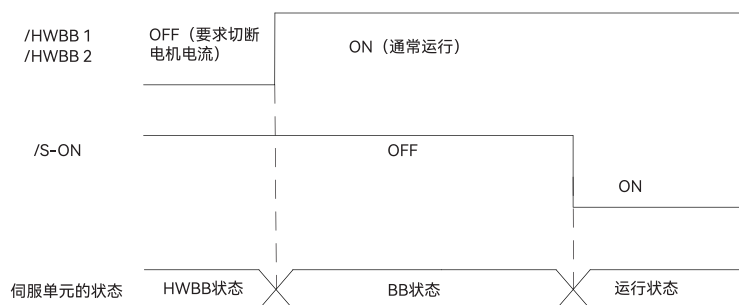 /HWBB 1
/HWBB 2
OFF（要求切断
电机电流）
ON（通常运行）
/S-ON
OFF
ON
伺服单元的状态
HWBB状态
BB状态
运行状态